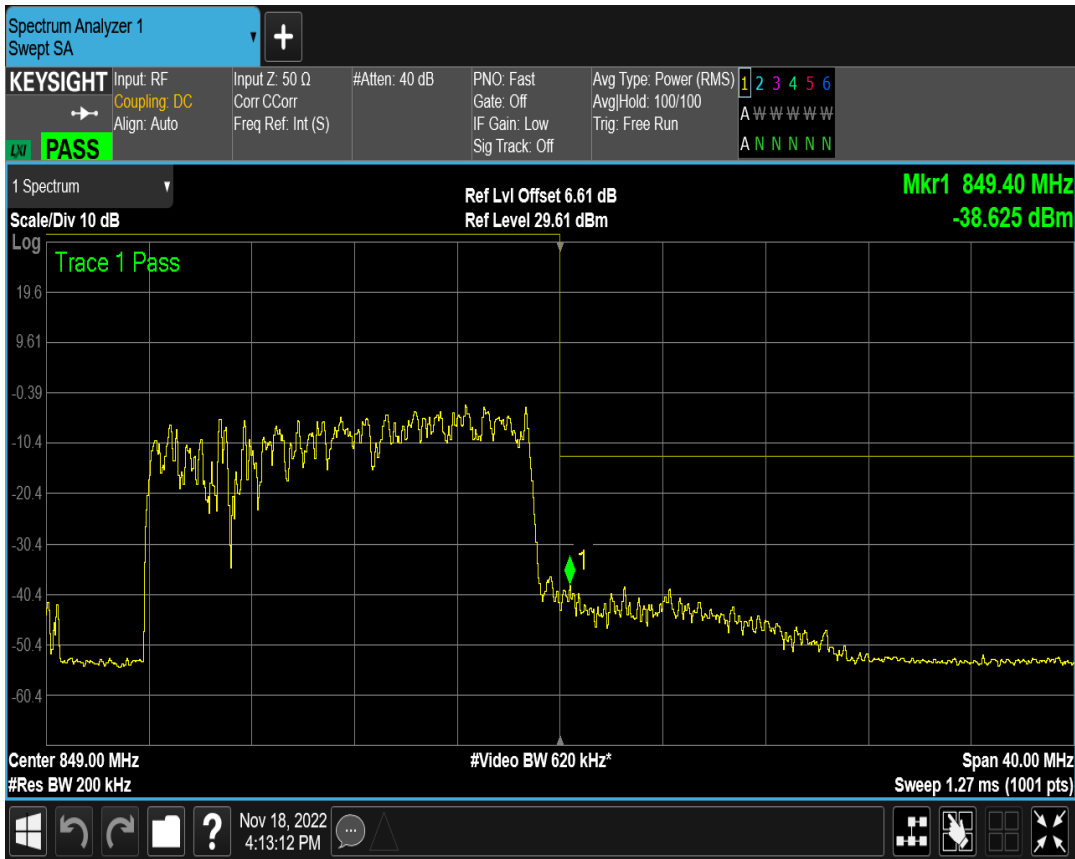 Spectrum Analyzer 1
Swept SA
+
KEYSIGHT
LXI PASS
Input: RF
Coupling: DC
Align: Auto
Input Z: 50 Ω
Corr CCorr
Freq Ref: Int (S)
#Atten: 40 dB
PNO: Fast
Gate: Off
IF Gain: Low
Sig Track: Off
Avg Type: Power (RMS)
Avg|Hold: 100/100
Trig: Free Run
1 2 3 4 5 6
A W W W W W
A N N N N N
1 Spectrum
Scale/Div 10 dB
Ref Lvl Offset 6.61 dB
Ref Level 29.61 dBm
Mkr1 849.40 MHz
-38.625 dBm
Log
Trace 1 Pass
19.6
9.61
-0.39
-10.4
-20.4
-30.4
1
-40.4
-50.4
-60.4
Center 849.00 MHz
#Res BW 200 kHz
#Video BW 620 kHz*
Span 40.00 MHz
Sweep 1.27 ms (1001 pts)
?
Nov 18, 2022
4:13:12 PM